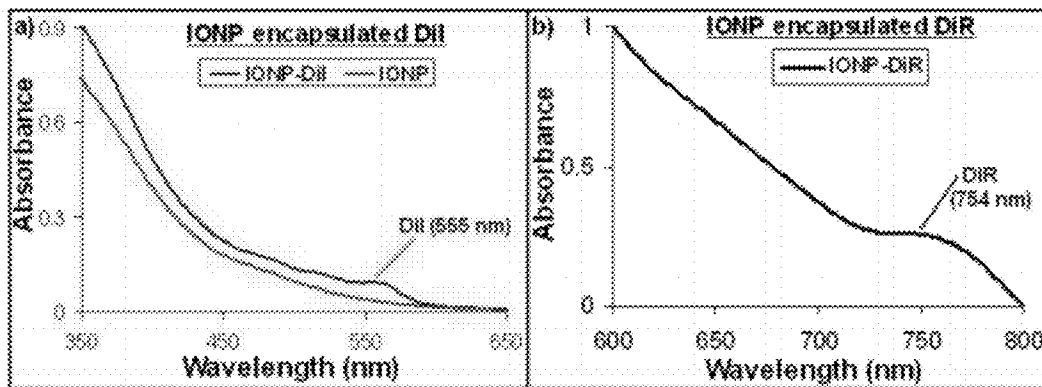 a)
IONP encapsulated DiI
IONP-DiI IONP
Absorbance
0.9
0.6
0.3
0
DiI (555 nm)
350 450 550 650
Wavelength (nm)
b)
IONP encapsulated DiR
IONP-DiR
Absorbance
1
0.5
0
DiR
(754 nm)
600 650 700 750 800
Wavelength (nm)